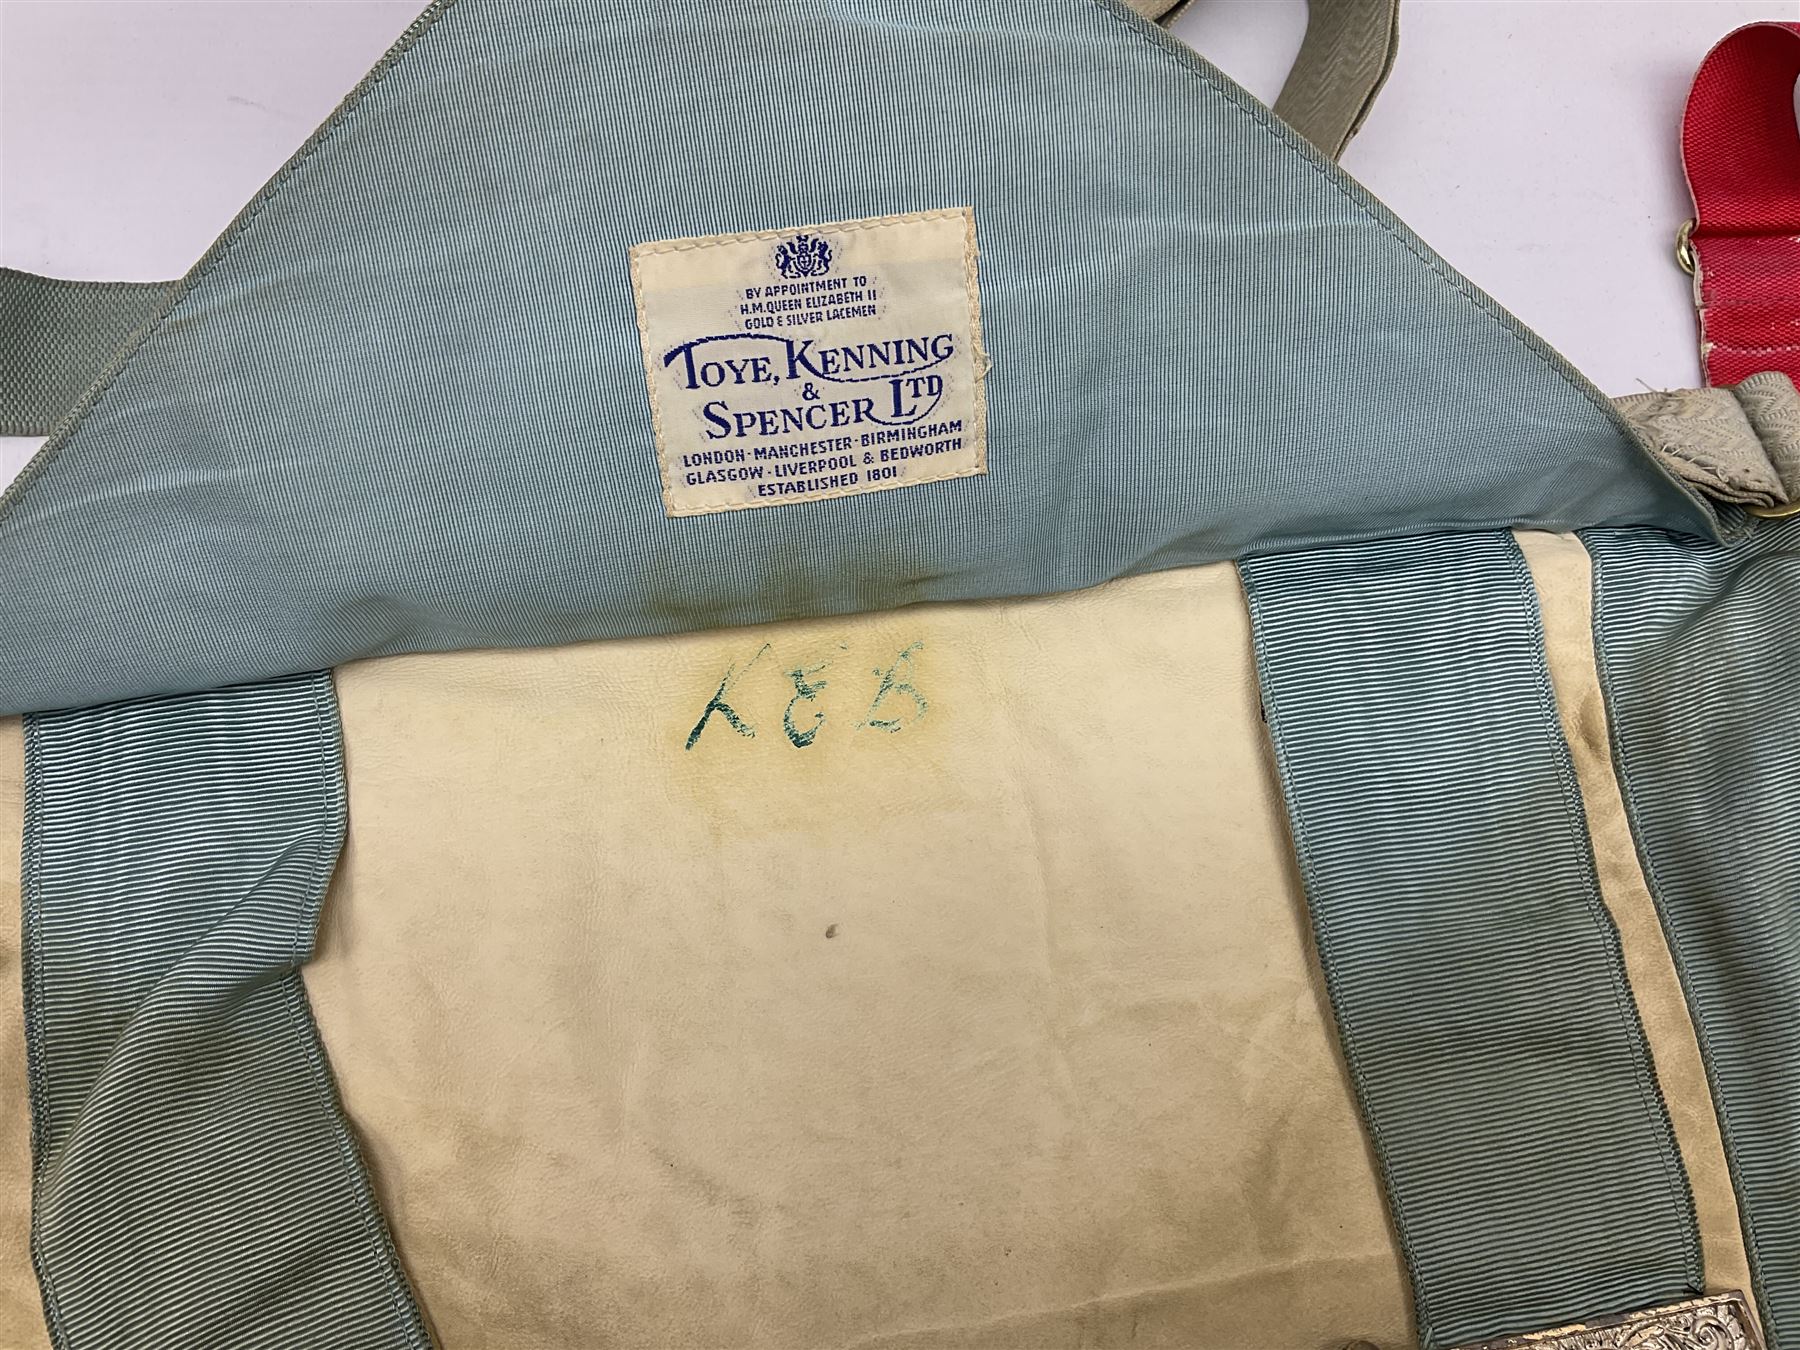 BY APPOINTMENT TO
H.M. QUEEN ELIZABETH II
GOLD & SILVER LACEMEN
TOYE, KENNING
&
SPENCER LTD
LONDON · MANCHESTER · BIRMINGHAM
GLASGOW · LIVERPOOL & BEDWORTH
ESTABLISHED 1801
K E B